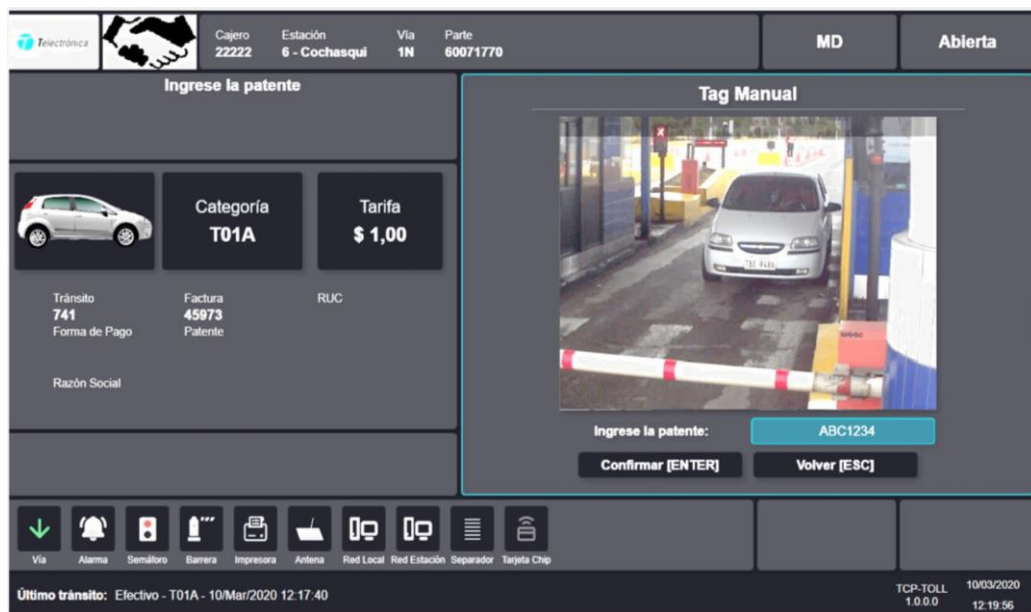 Telectrónica
Cajero
22222
Estación
6 - Cochasqui
Vía
1N
Parte
60071770
MD
Abierta
Ingrese la patente
Categoría
T01A
Tarifa
$ 1,00
Tránsito
741
Factura
45973
RUC
Forma de Pago
Patente
Razón Social
Tag Manual
Ingrese la patente:
ABC1234
Confirmar [ENTER]
Volver [ESC]
Vía
Alarma
Semáforo
Barrera
Impresora
Antena
Red Local
Red Estación
Separador
Tarjeta Chip
Último tránsito: Efectivo - T01A - 10/Mar/2020 12:17:40
TCP-TOLL
1.0.0.0
10/03/2020
12:19:56